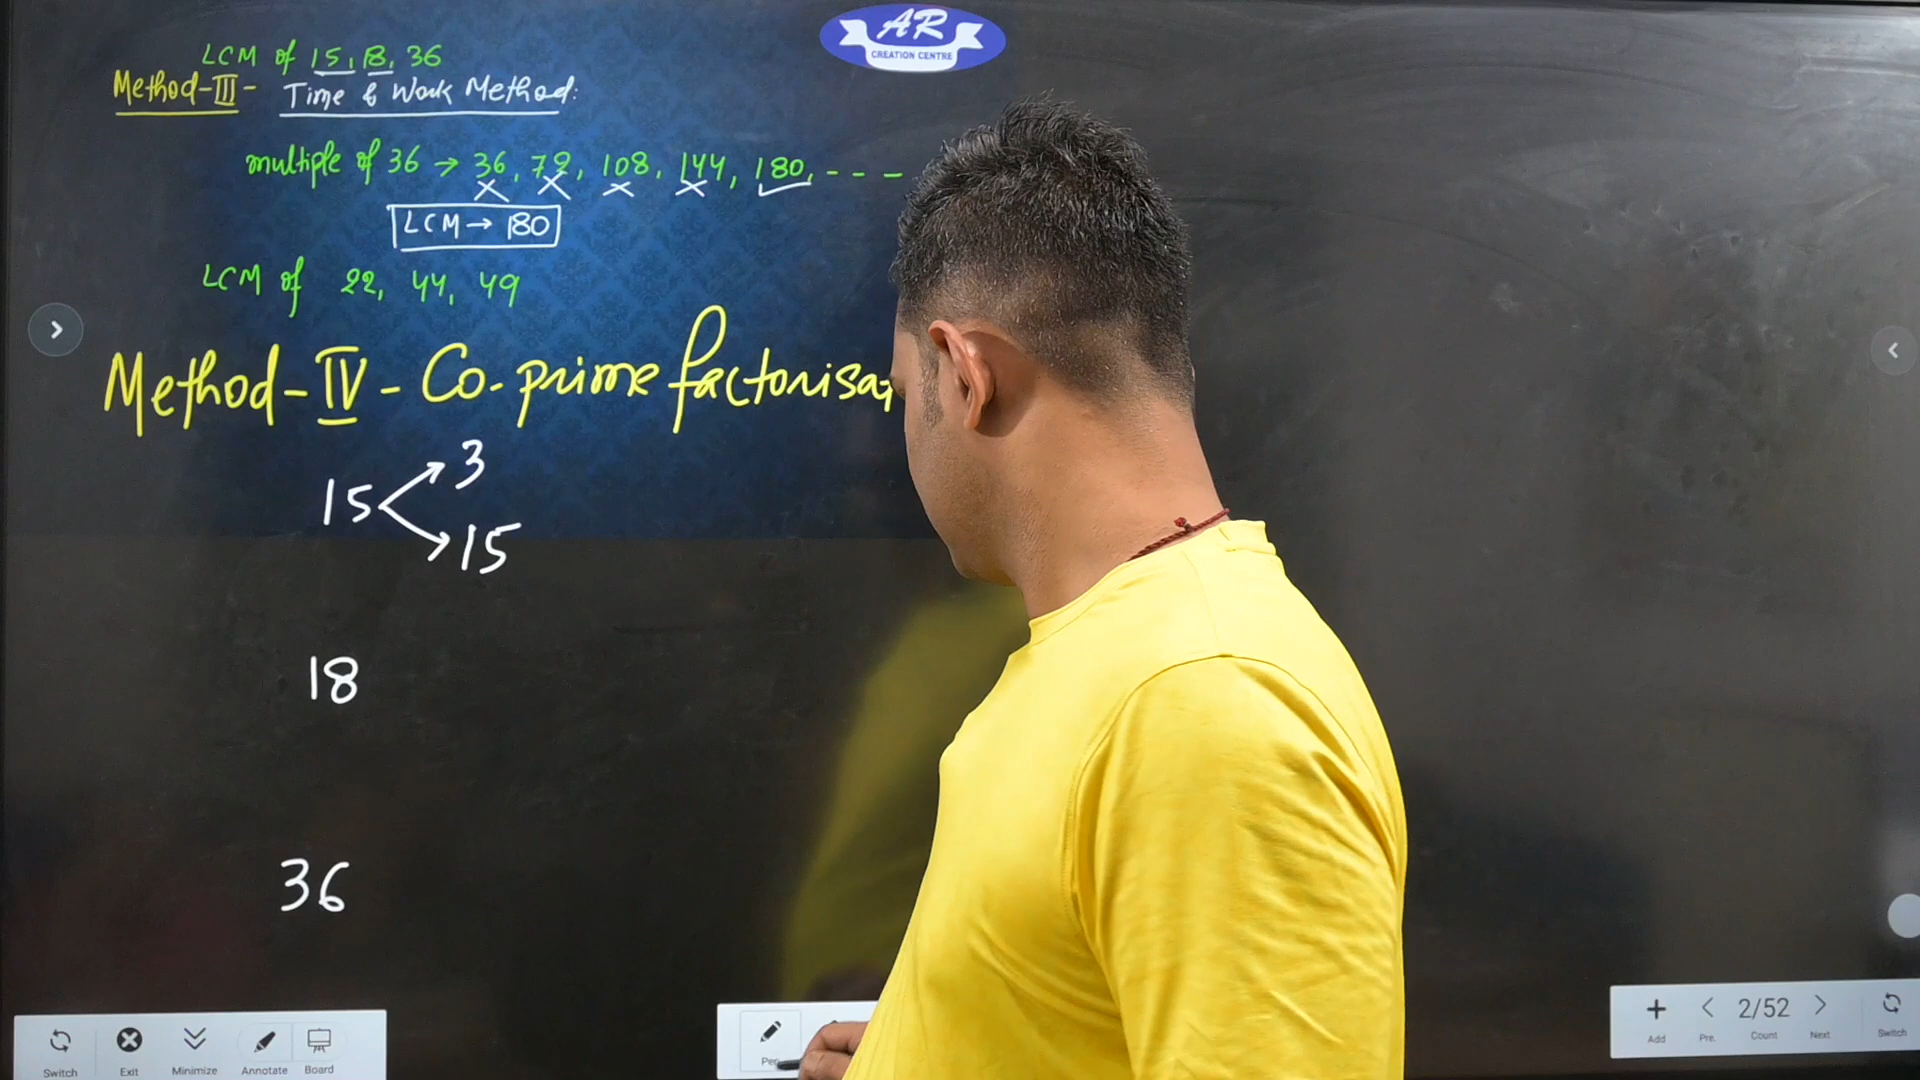 AR
CREATION CENTRE
LCM of 15, 18, 36
Method-III- Time & Work Method:
multiple of 36 → 36, 72, 108, 144, 180, - - -
LCM → 180
LCM of 22, 44, 49
Method-IV- Co-prime factorisa
15 3
15
18
36
Switch Exit Minimize Annotate Board
Pen
2/52
Add Pre. Count Next Switch